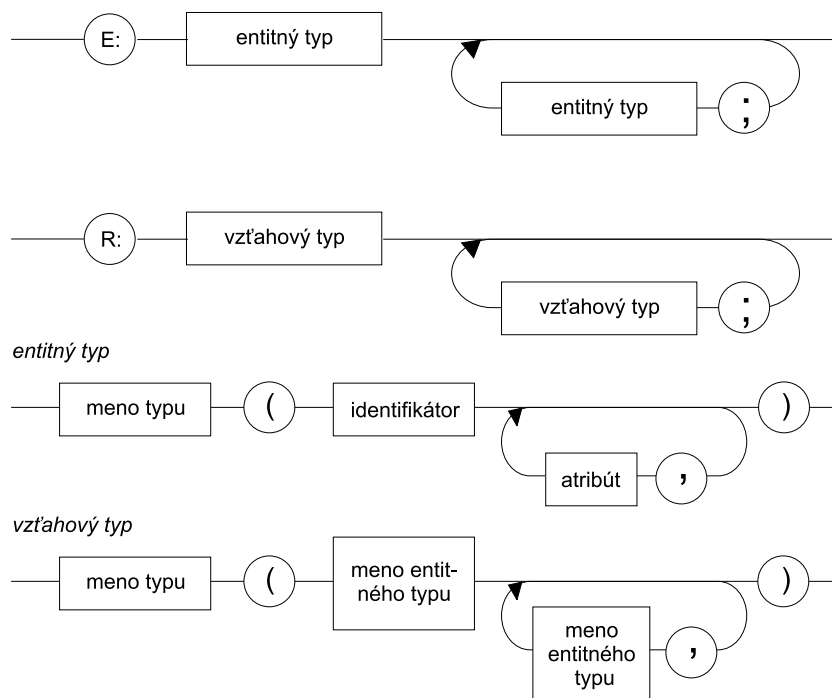 E: entitný typ
entitný typ ;
R: vzťahový typ
vzťahový typ ;
entitný typ
meno typu ( identifikátor )
atribút ,
vzťahový typ
meno typu ( meno entit-
ného typu )
meno
entitného
typu ,